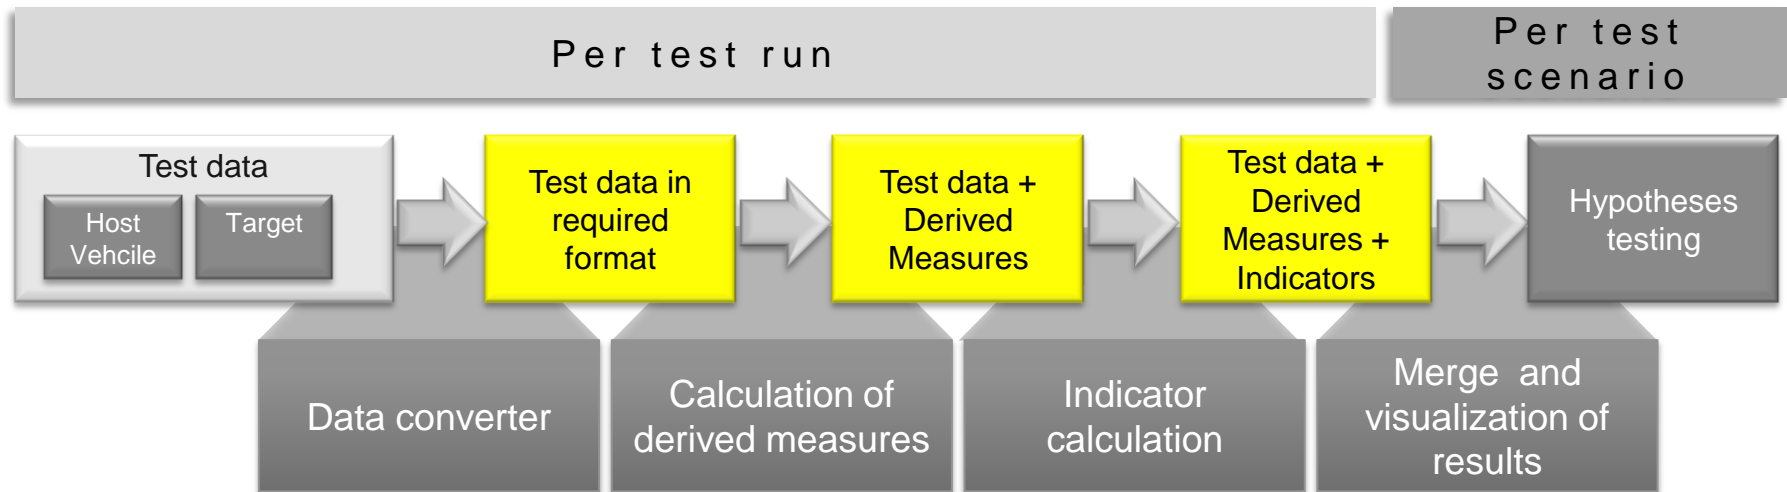 Per test run
Per test
scenario
Test data
Host
Vehcile
Target
Test data in
required
format
Test data +
Derived
Measures
Test data +
Derived
Measures +
Indicators
Hypotheses
testing
Data converter
Calculation of
derived measures
Indicator
calculation
Merge and
visualization of
results